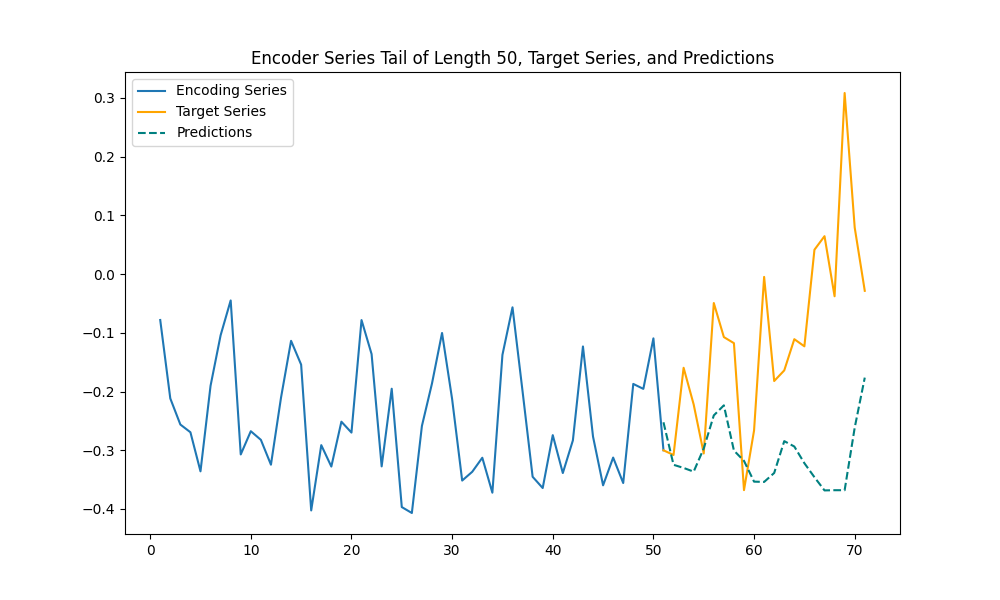 Encoder Series Tail of Length 50, Target Series, and Predictions
Encoding Series
Target Series
Predictions
0.3
0.2
0.1
0.0
−0.1
−0.2
−0.3
−0.4
0 10 20 30 40 50 60 70